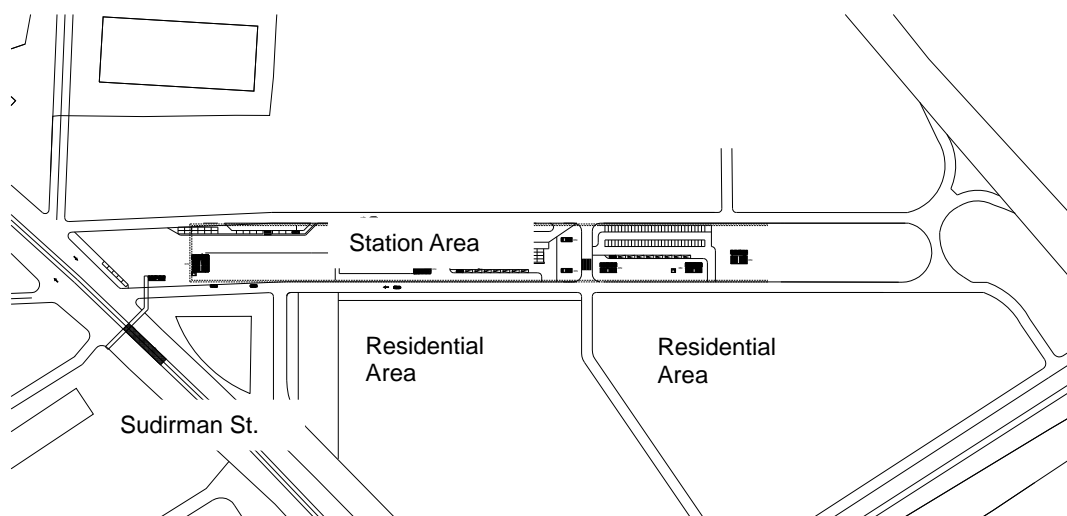 Station Area
Residential
Area
Residential
Area
Sudirman St.